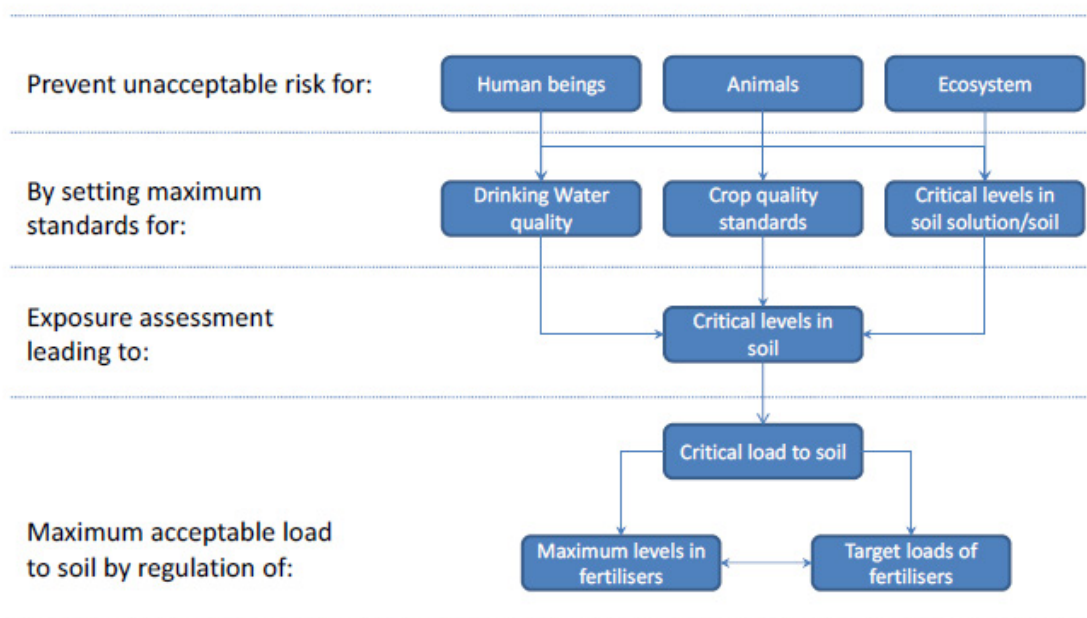 Prevent unacceptable risk for:
Human beings
Animals
Ecosystem
By setting maximum
standards for:
Drinking Water
quality
Crop quality
standards
Critical levels in
soil solution/soil
Exposure assessment
leading to:
Critical levels in
soil
Critical load to soil
Maximum acceptable load
to soil by regulation of:
Maximum levels in
fertilisers
Target loads of
fertilisers